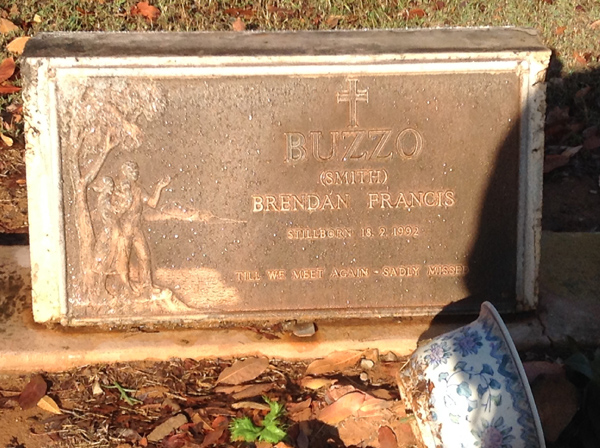 BUZZO
(SMITH)
BRENDAN FRANCIS
STILLBORN 18.2.1992
TILL WE MEET AGAIN - SADLY MISSED